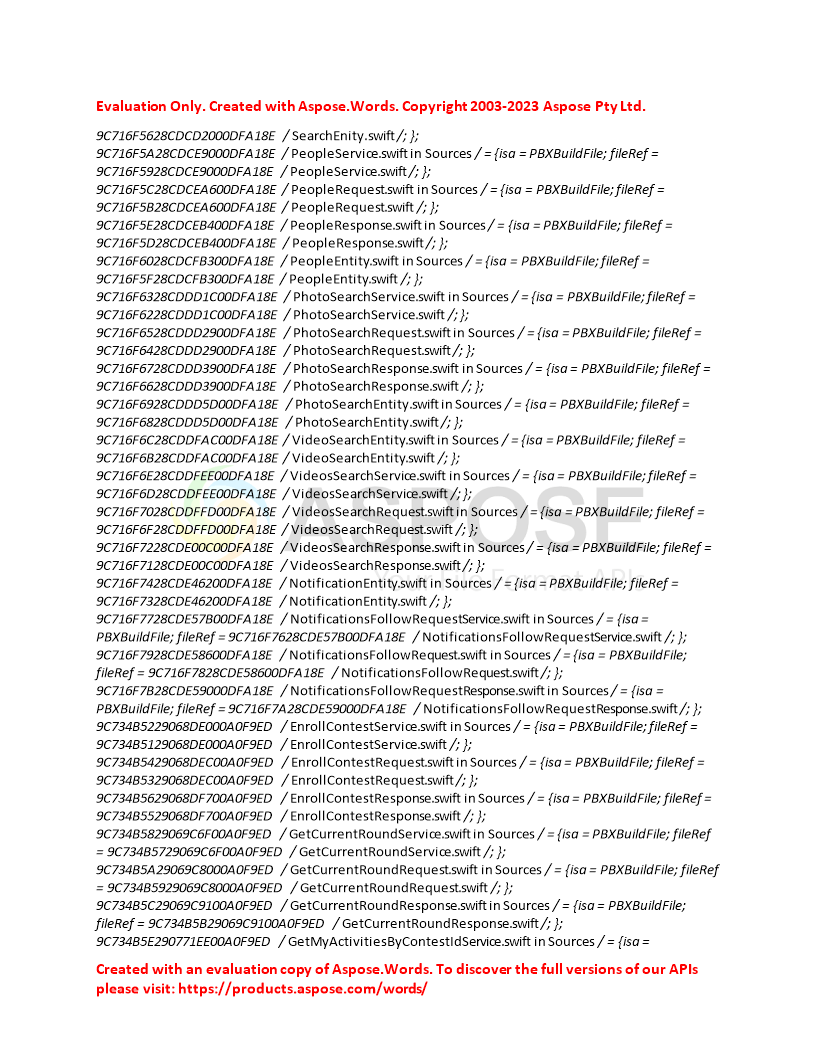 Evaluation Only. Created with Aspose.Words. Copyright 2003-2023 Aspose Pty Ltd.
9C716F5628CDCD2000DFA18E / SearchEnity.swift /; };
9C716F5A28CDCE9000DFA18E / PeopleService.swift in Sources / = {isa = PBXBuildFile; fileRef =
9C716F5928CDCE9000DFA18E / PeopleService.swift /; };
9C716F5C28CDCEA600DFA18E / PeopleRequest.swift in Sources / = {isa = PBXBuildFile; fileRef =
9C716F5B28CDCEA600DFA18E / PeopleRequest.swift /; };
9C716F5E28CDCEB400DFA18E / PeopleResponse.swift in Sources / = {isa = PBXBuildFile; fileRef =
9C716F5D28CDCEB400DFA18E / PeopleResponse.swift /; };
9C716F6028CDCFB300DFA18E / PeopleEntity.swift in Sources / = {isa = PBXBuildFile; fileRef =
9C716F5F28CDCFB300DFA18E / PeopleEntity.swift /; };
9C716F6328CDDD1C00DFA18E / PhotoSearchService.swift in Sources / = {isa = PBXBuildFile; fileRef =
9C716F6228CDDD1C00DFA18E / PhotoSearchService.swift /; };
9C716F6528CDDD2900DFA18E / PhotoSearchRequest.swift in Sources / = {isa = PBXBuildFile; fileRef =
9C716F6428CDDD2900DFA18E / PhotoSearchRequest.swift /; };
9C716F6728CDDD3900DFA18E / PhotoSearchResponse.swift in Sources / = {isa = PBXBuildFile; fileRef =
9C716F6628CDDD3900DFA18E / PhotoSearchResponse.swift /; };
9C716F6928CDDD5D00DFA18E / PhotoSearchEntity.swift in Sources / = {isa = PBXBuildFile; fileRef =
9C716F6828CDDD5D00DFA18E / PhotoSearchEntity.swift /; };
9C716F6C28CDDFAC00DFA18E / VideoSearchEntity.swift in Sources / = {isa = PBXBuildFile; fileRef =
9C716F6B28CDDFAC00DFA18E / VideoSearchEntity.swift /; };
9C716F6E28CDDFEE00DFA18E / VideosSearchService.swift in Sources / = {isa = PBXBuildFile; fileRef =
9C716F6D28CDDFEE00DFA18E / VideosSearchService.swift /; };
9C716F7028CDDFFD00DFA18E / VideosSearchRequest.swift in Sources / = {isa = PBXBuildFile; fileRef =
9C716F6F28CDDFFD00DFA18E / VideosSearchRequest.swift /; };
9C716F7228CDE00C00DFA18E / VideosSearchResponse.swift in Sources / = {isa = PBXBuildFile; fileRef =
9C716F7128CDE00C00DFA18E / VideosSearchResponse.swift /; };
9C716F7428CDE46200DFA18E / NotificationEntity.swift in Sources / = {isa = PBXBuildFile; fileRef =
9C716F7328CDE46200DFA18E / NotificationEntity.swift /; };
9C716F7728CDE57B00DFA18E / NotificationsFollowRequestService.swift in Sources / = {isa =
PBXBuildFile; fileRef = 9C716F7628CDE57B00DFA18E / NotificationsFollowRequestService.swift /; };
9C716F7928CDE58600DFA18E / NotificationsFollowRequest.swift in Sources / = {isa = PBXBuildFile;
fileRef = 9C716F7828CDE58600DFA18E / NotificationsFollowRequest.swift /; };
9C716F7B28CDE59000DFA18E / NotificationsFollowRequestResponse.swift in Sources / = {isa =
PBXBuildFile; fileRef = 9C716F7A28CDE59000DFA18E / NotificationsFollowRequestResponse.swift /; };
9C734B5229068DE000A0F9ED / EnrollContestService.swift in Sources / = {isa = PBXBuildFile; fileRef =
9C734B5129068DE000A0F9ED / EnrollContestService.swift /; };
9C734B5429068DEC00A0F9ED / EnrollContestRequest.swift in Sources / = {isa = PBXBuildFile; fileRef =
9C734B5329068DEC00A0F9ED / EnrollContestRequest.swift /; };
9C734B5629068DF700A0F9ED / EnrollContestResponse.swift in Sources / = {isa = PBXBuildFile; fileRef =
9C734B5529068DF700A0F9ED / EnrollContestResponse.swift /; };
9C734B5829069C6F00A0F9ED / GetCurrentRoundService.swift in Sources / = {isa = PBXBuildFile; fileRef
= 9C734B5729069C6F00A0F9ED / GetCurrentRoundService.swift /; };
9C734B5A29069C8000A0F9ED / GetCurrentRoundRequest.swift in Sources / = {isa = PBXBuildFile; fileRef
= 9C734B5929069C8000A0F9ED / GetCurrentRoundRequest.swift /; };
9C734B5C29069C9100A0F9ED / GetCurrentRoundResponse.swift in Sources / = {isa = PBXBuildFile;
fileRef = 9C734B5B29069C9100A0F9ED / GetCurrentRoundResponse.swift /; };
9C734B5E290771EE00A0F9ED / GetMyActivitiesByContestIdService.swift in Sources / = {isa =
Created with an evaluation copy of Aspose.Words. To discover the full versions of our APIs
please visit: https://products.aspose.com/words/
ASPOSE